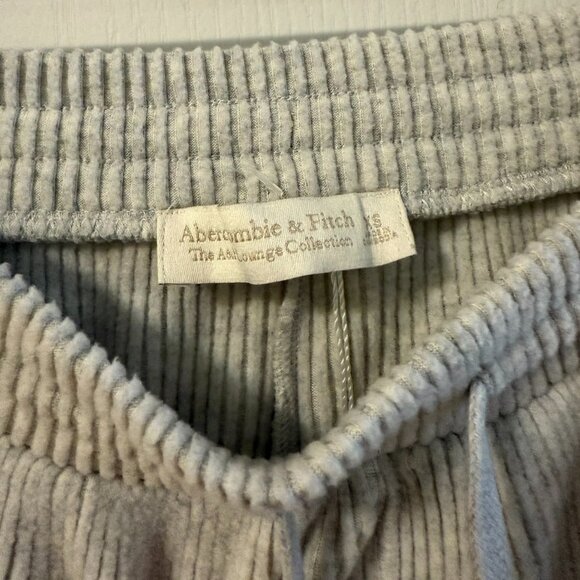 Abercrombie & Fitch XS
The A&F Lounge Collection